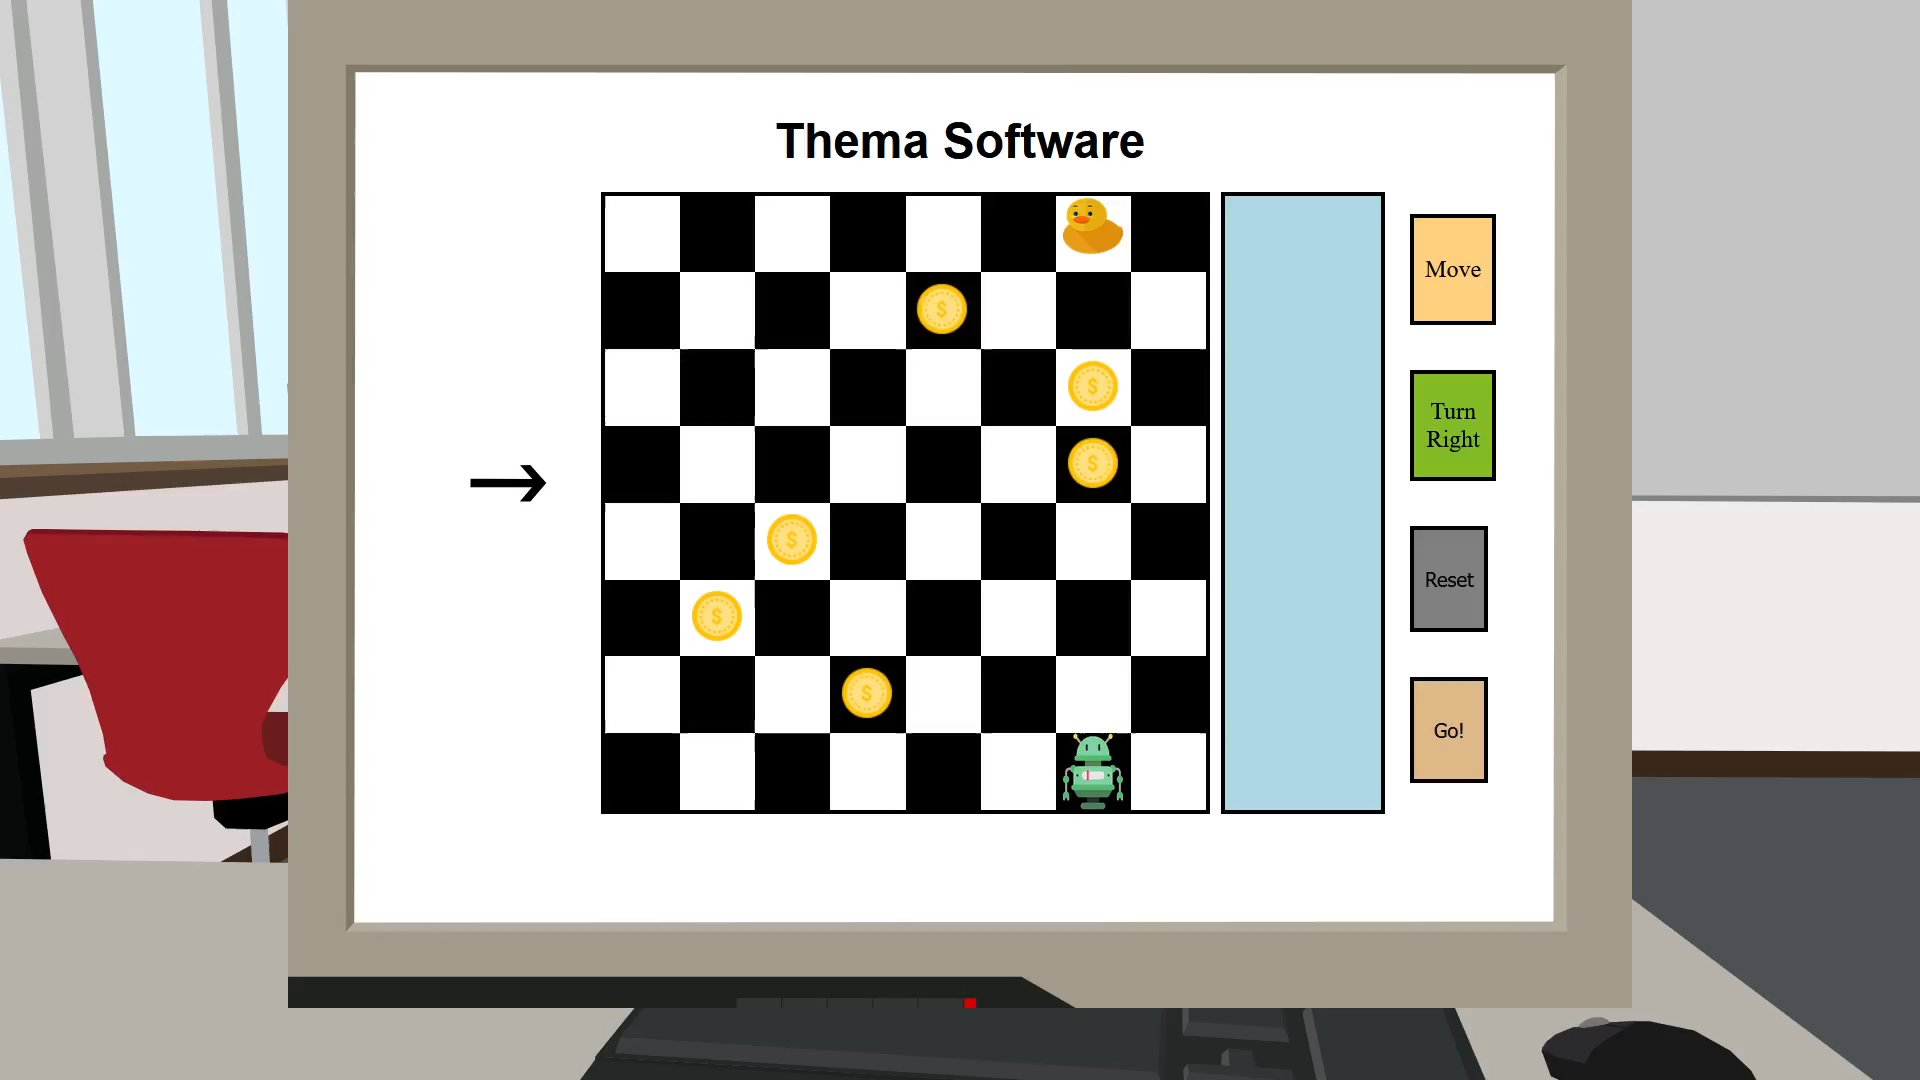 Thema Software
Move
Turn
Right
Reset
Go!
$
$
$
$
$
$